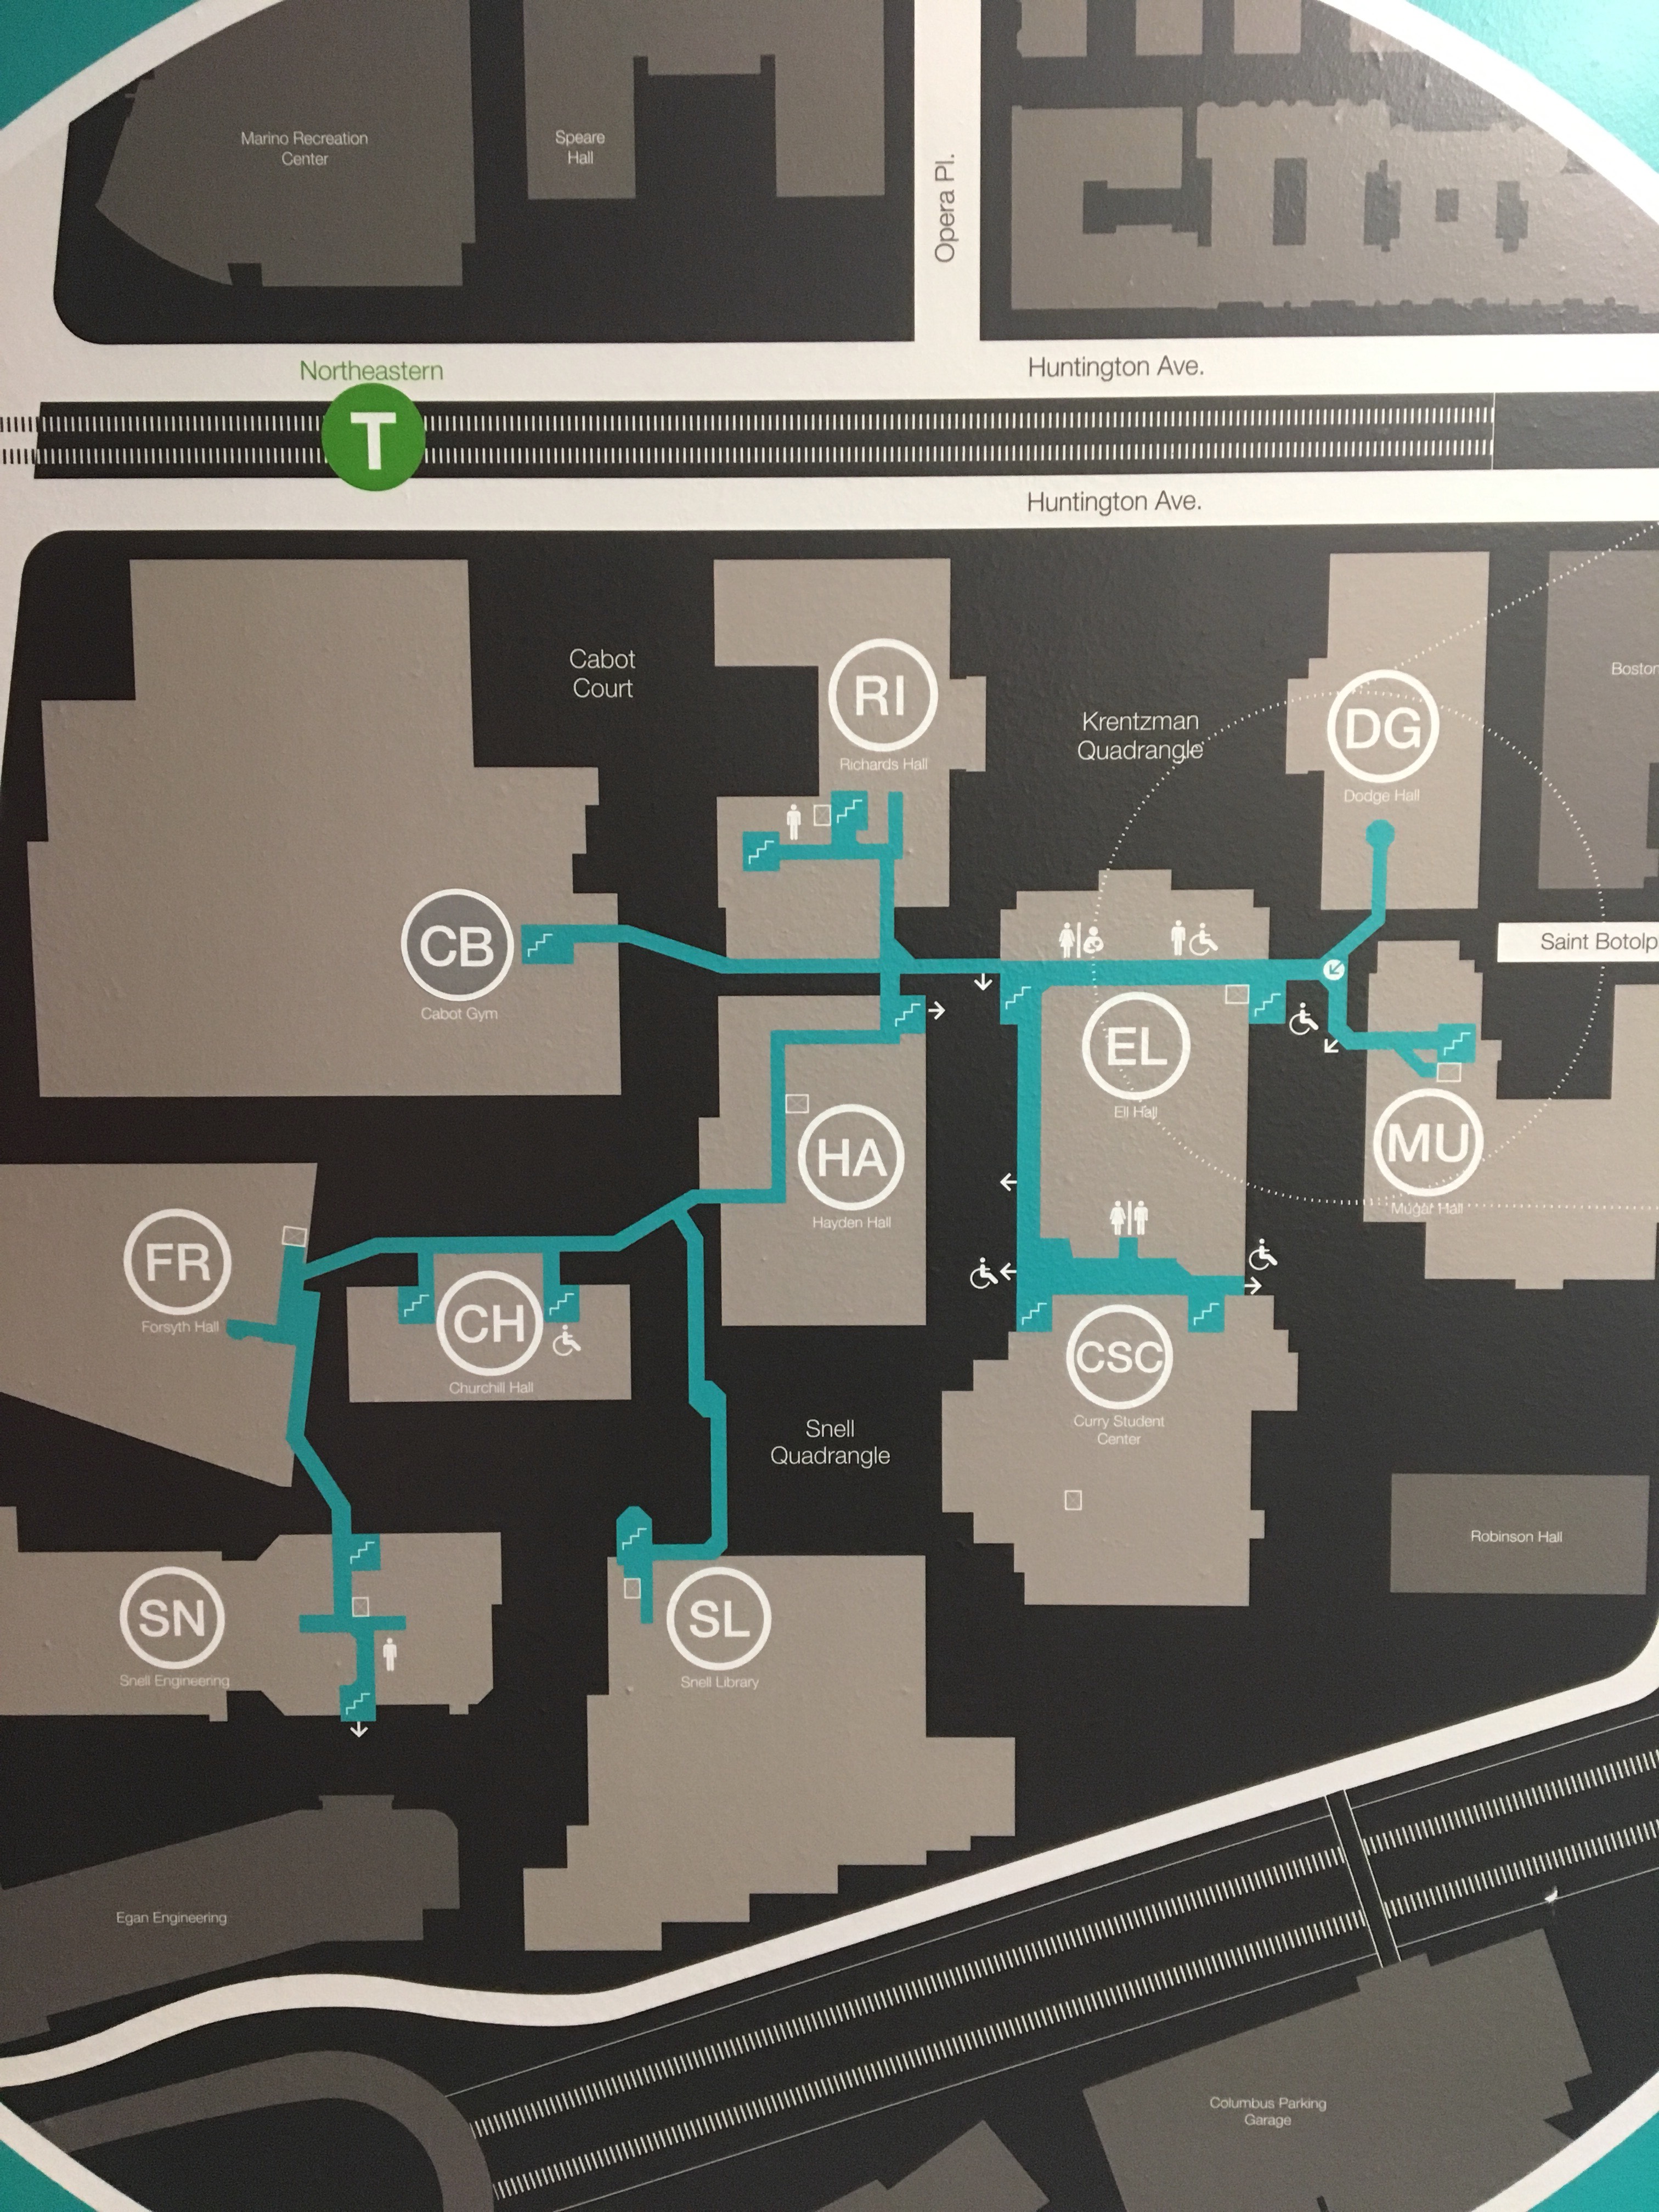 Marino Recreation
Center
Speare
Hall
Opera Pl.
Northeastern
T
Huntington Ave.
Huntington Ave.
Cabot
Court
RI
Richards Hall
Krentzman
Quadrangle
DG
Dodge Hall
Boston
CB
Cabot Gym
Saint Botolp
EL
Ell Hall
HA
Hayden Hall
MU
Mugar Hall
FR
Forsyth Hall
CH
Churchill Hall
CSC
Curry Student
Center
Snell
Quadrangle
Robinson Hall
SN
Snell Engineering
SL
Snell Library
Egan Engineering
Columbus Parking
Garage